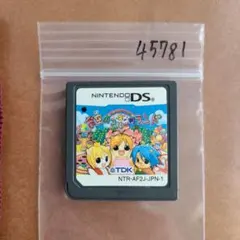 45781
NINTENDO DS
TDK
NTR-AF2J-JPN-1